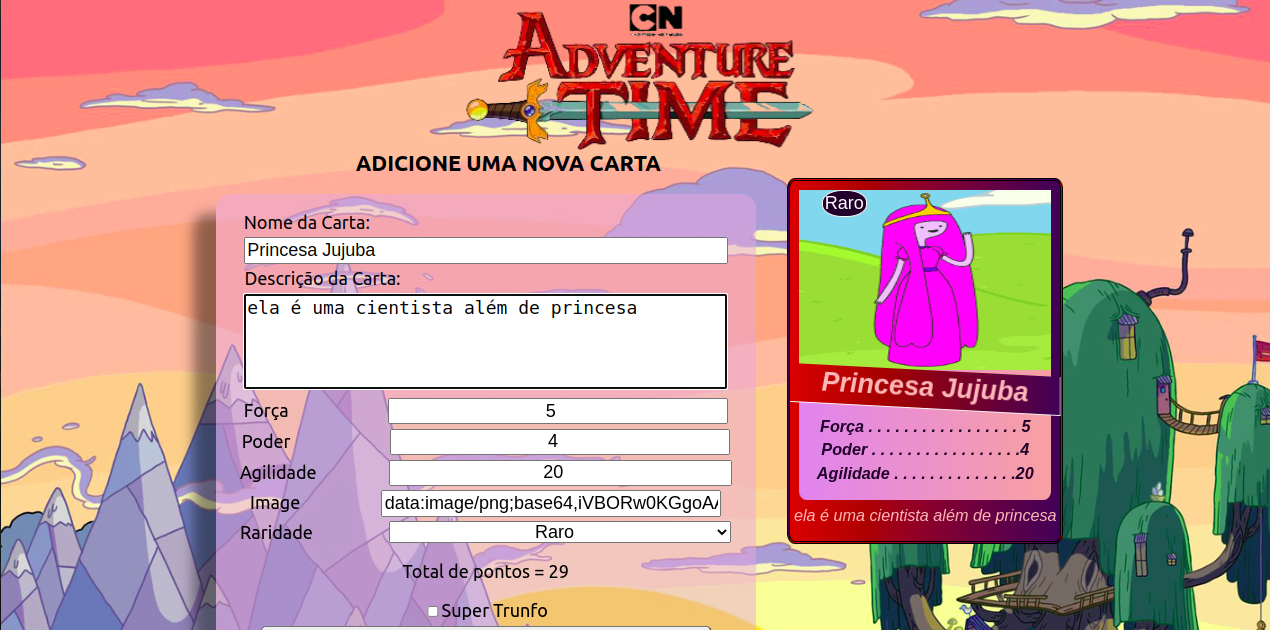 CN
ADVENTURE
TIME
ADICIONE UMA NOVA CARTA
Nome da Carta:
Princesa Jujuba
Descrição da Carta:
ela é uma cientista além de princesa
Força 5
Poder 4
Agilidade 20
Image data:image/png;base64,iVBORw0KGgoA
Raridade Raro
Total de pontos = 29
Super Trunfo
Raro
Princesa Jujuba
Força . . . . . . . . . . . . . . . . . 5
Poder . . . . . . . . . . . . . . . . .4
Agilidade . . . . . . . . . . . . . .20
ela é uma cientista além de princesa